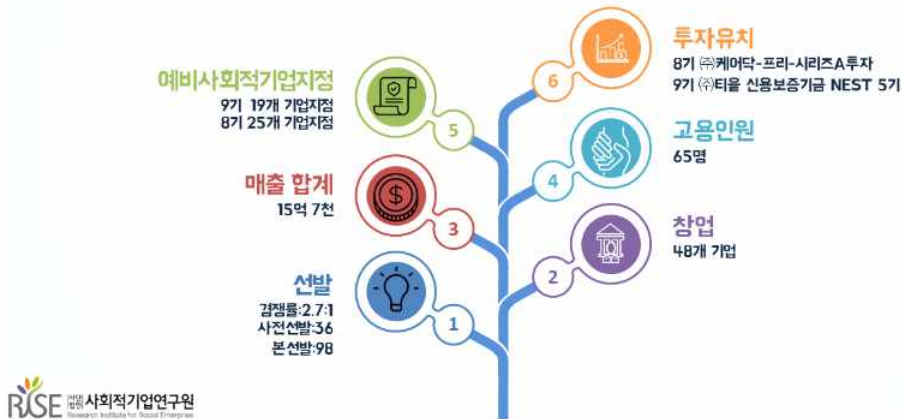 투자유치
8기 ㈜케어닥-프리-시리즈A투자
9기 ㈜티올 신용보증기금 NEST 5기
6
예비사회적기업지정
9기 19개 기업지정
8기 25개 기업지정
5
고용인원
65명
4
매출 합계
15억 7천
3
창업
48개 기업
2
선발
경쟁률:2.7:1
사전선발:36
본선발:98
1
RISE 사단법인 사회적기업연구원
Research Institute for Social Enterprise